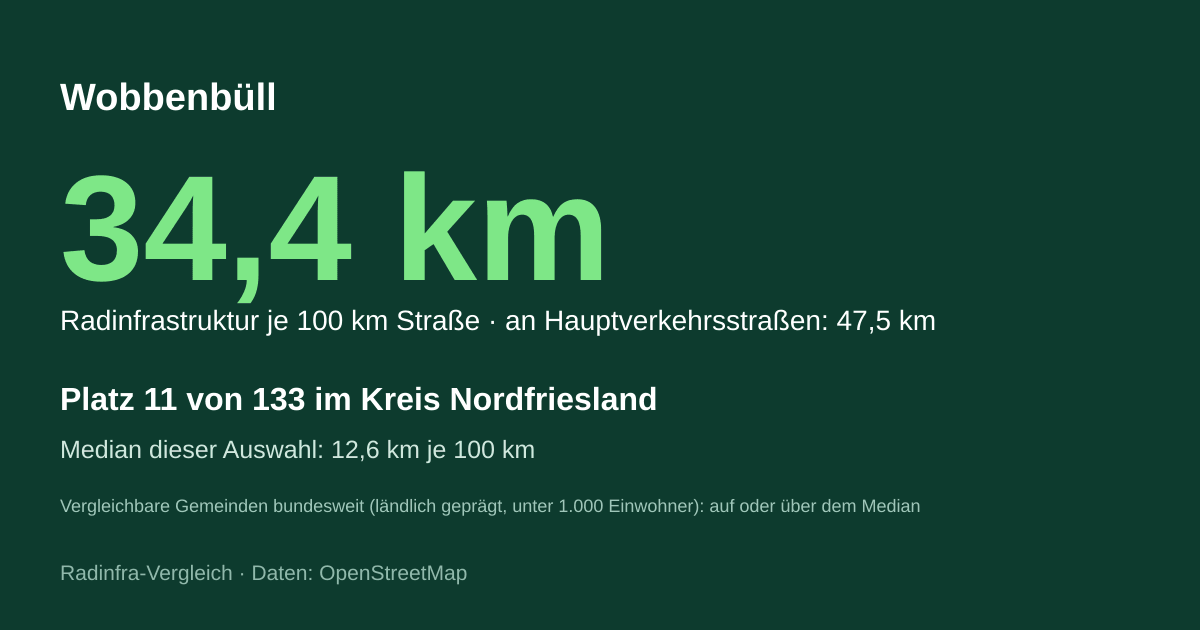 Wobbenbüll
34,4 km
Radinfrastruktur je 100 km Straße · an Hauptverkehrsstraßen: 47,5 km
Platz 11 von 133 im Kreis Nordfriesland
Median dieser Auswahl: 12,6 km je 100 km
Vergleichbare Gemeinden bundesweit (ländlich geprägt, unter 1.000 Einwohner): auf oder über dem Median
Radinfra-Vergleich · Daten: OpenStreetMap